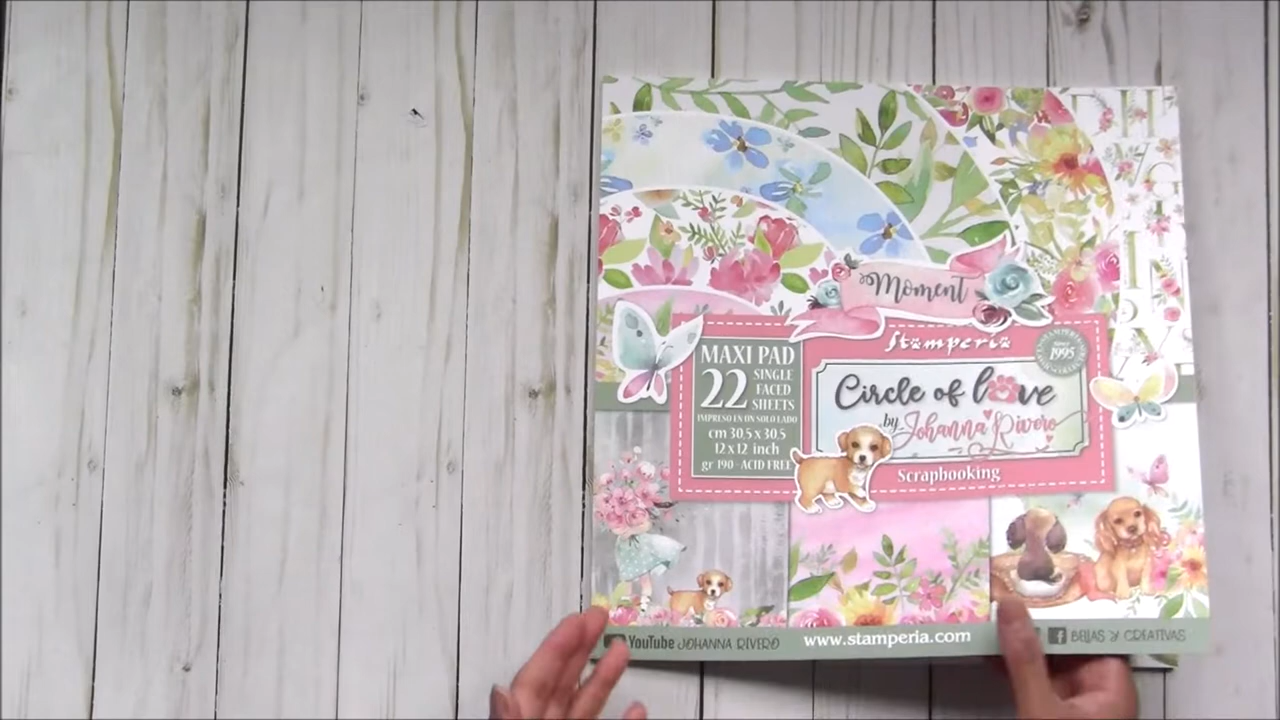 Moment
Stamperia
Since
1995
MAXI PAD
22 SINGLE
FACED
SHEETS
IMPRESO EN UN SOLO LADO
cm 30.5 x 30.5
12 x 12 inch
gr 190-ACID FREE
Circle of love
by Johanna Rivero
Scrapbooking
YouTube JOHANNA RIVERO
www.stamperia.com
BELLAS Y CREATIVAS